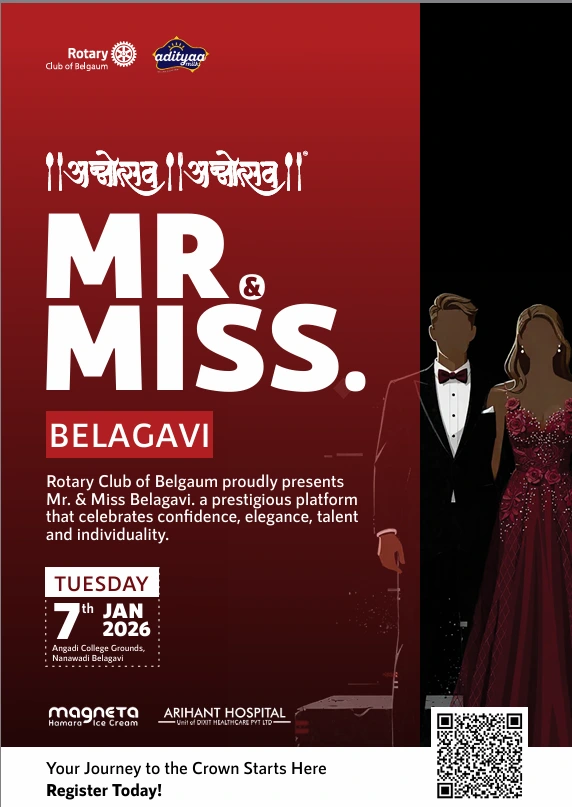 Rotary
Club of Belgaum
adityaa
milk
॥अन्नोत्सव॥अन्नोत्सव॥
MR
&
MISS.
BELAGAVI
Rotary Club of Belgaum proudly presents
Mr. & Miss Belagavi. a prestigious platform
that celebrates confidence, elegance, talent
and individuality.
TUESDAY
7th JAN
2026
Angadi College Grounds,
Nanawadi Belagavi
magneta
Hamara Ice Cream
ARIHANT HOSPITAL
Unit of DIXIT HEALTHCARE PVT LTD
Your Journey to the Crown Starts Here
Register Today!